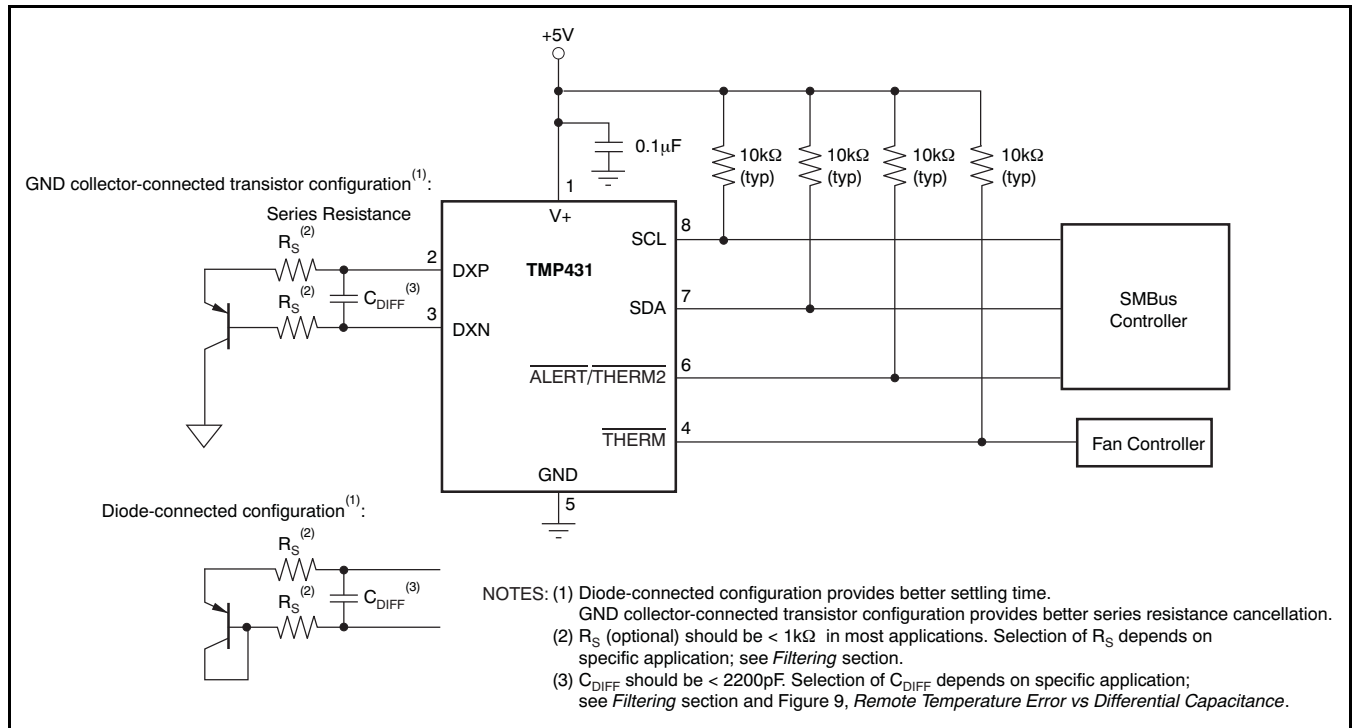 +5V
0.1μF
10kΩ
(typ)
10kΩ
(typ)
10kΩ
(typ)
10kΩ
(typ)
GND collector-connected transistor configuration(1):
Series Resistance
RS(2)
RS(2)
CDIFF(3)
1
V+
2
DXP
3
DXN
TMP431
SCL
8
SDA
7
ALERT/THERM2
6
THERM
4
GND
5
SMBus
Controller
Fan Controller
Diode-connected configuration(1):
RS(2)
RS(2)
CDIFF(3)
NOTES: (1) Diode-connected configuration provides better settling time.
GND collector-connected transistor configuration provides better series resistance cancellation.
(2) RS (optional) should be < 1kΩ in most applications. Selection of RS depends on
specific application; see Filtering section.
(3) CDIFF should be < 2200pF. Selection of CDIFF depends on specific application;
see Filtering section and Figure 9, Remote Temperature Error vs Differential Capacitance.